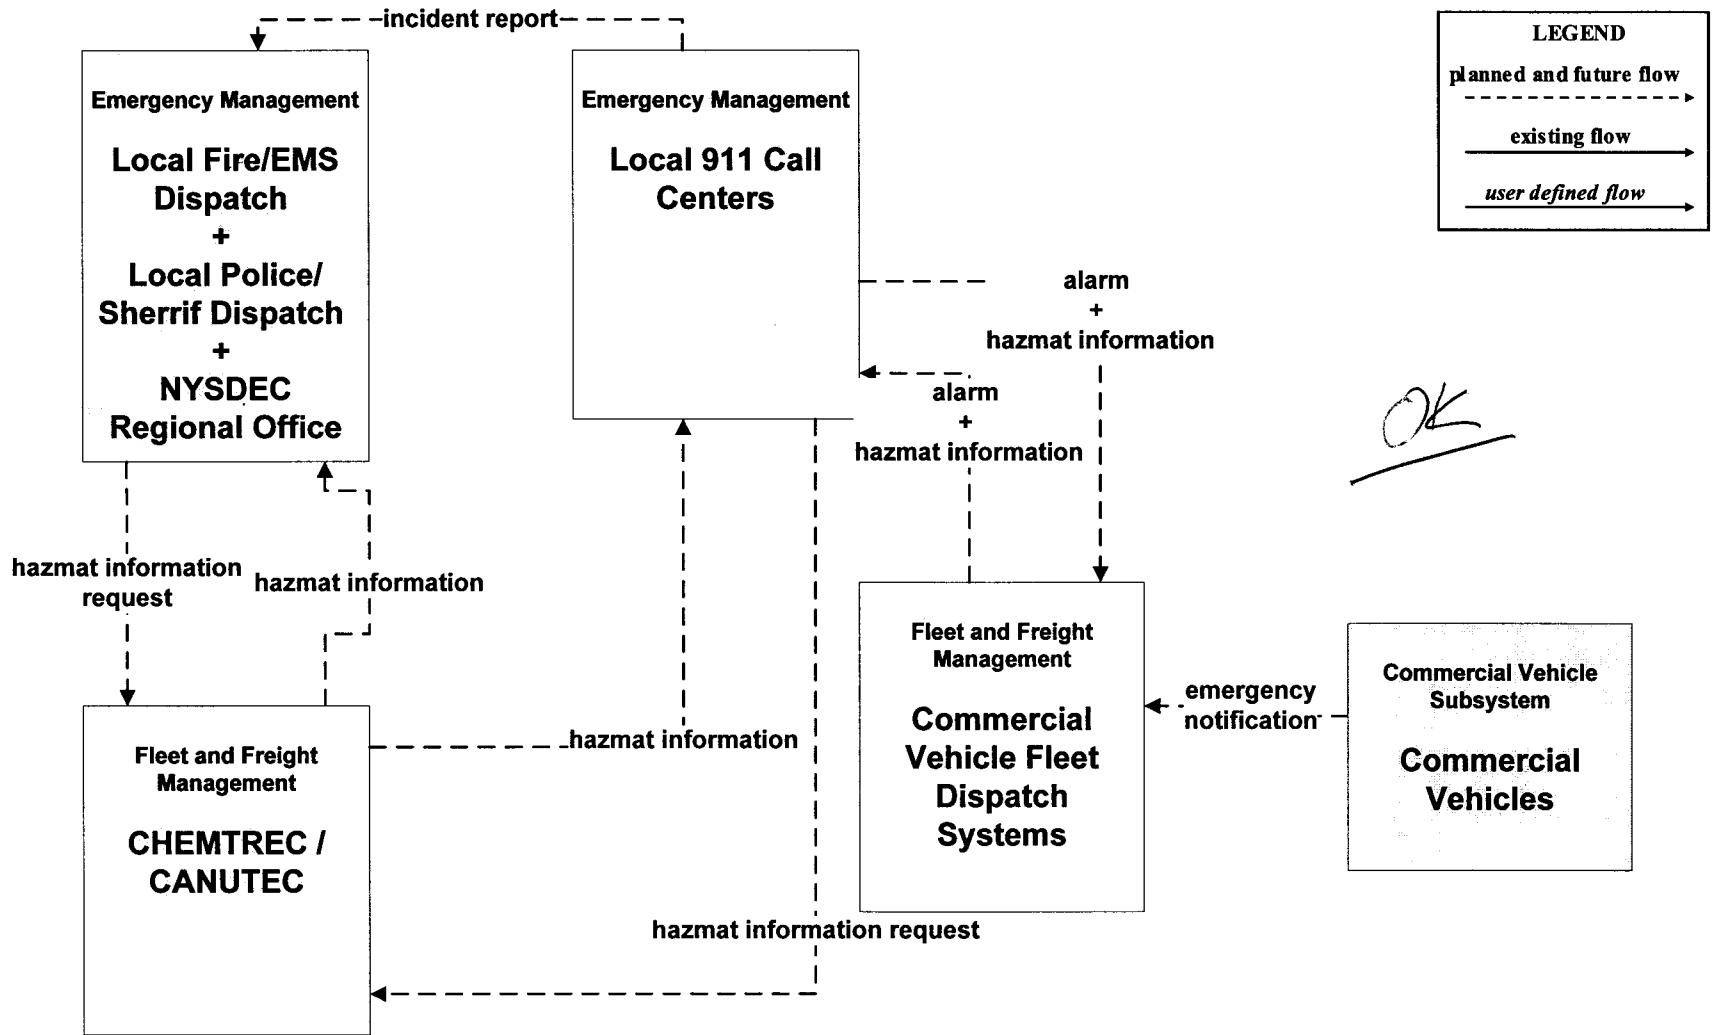 incident report
Emergency Management
Local Fire/EMS
Dispatch
+
Local Police/
Sherrif Dispatch
+
NYSDEC
Regional Office
Emergency Management
Local 911 Call
Centers
LEGEND
planned and future flow
existing flow
user defined flow
alarm
+
hazmat information
alarm
+
hazmat information
OK
hazmat information
request
hazmat information
Fleet and Freight
Management
CHEMTREC /
CANUTEC
hazmat information
hazmat information request
Fleet and Freight
Management
Commercial
Vehicle Fleet
Dispatch
Systems
emergency
notification
Commercial Vehicle
Subsystem
Commercial
Vehicles